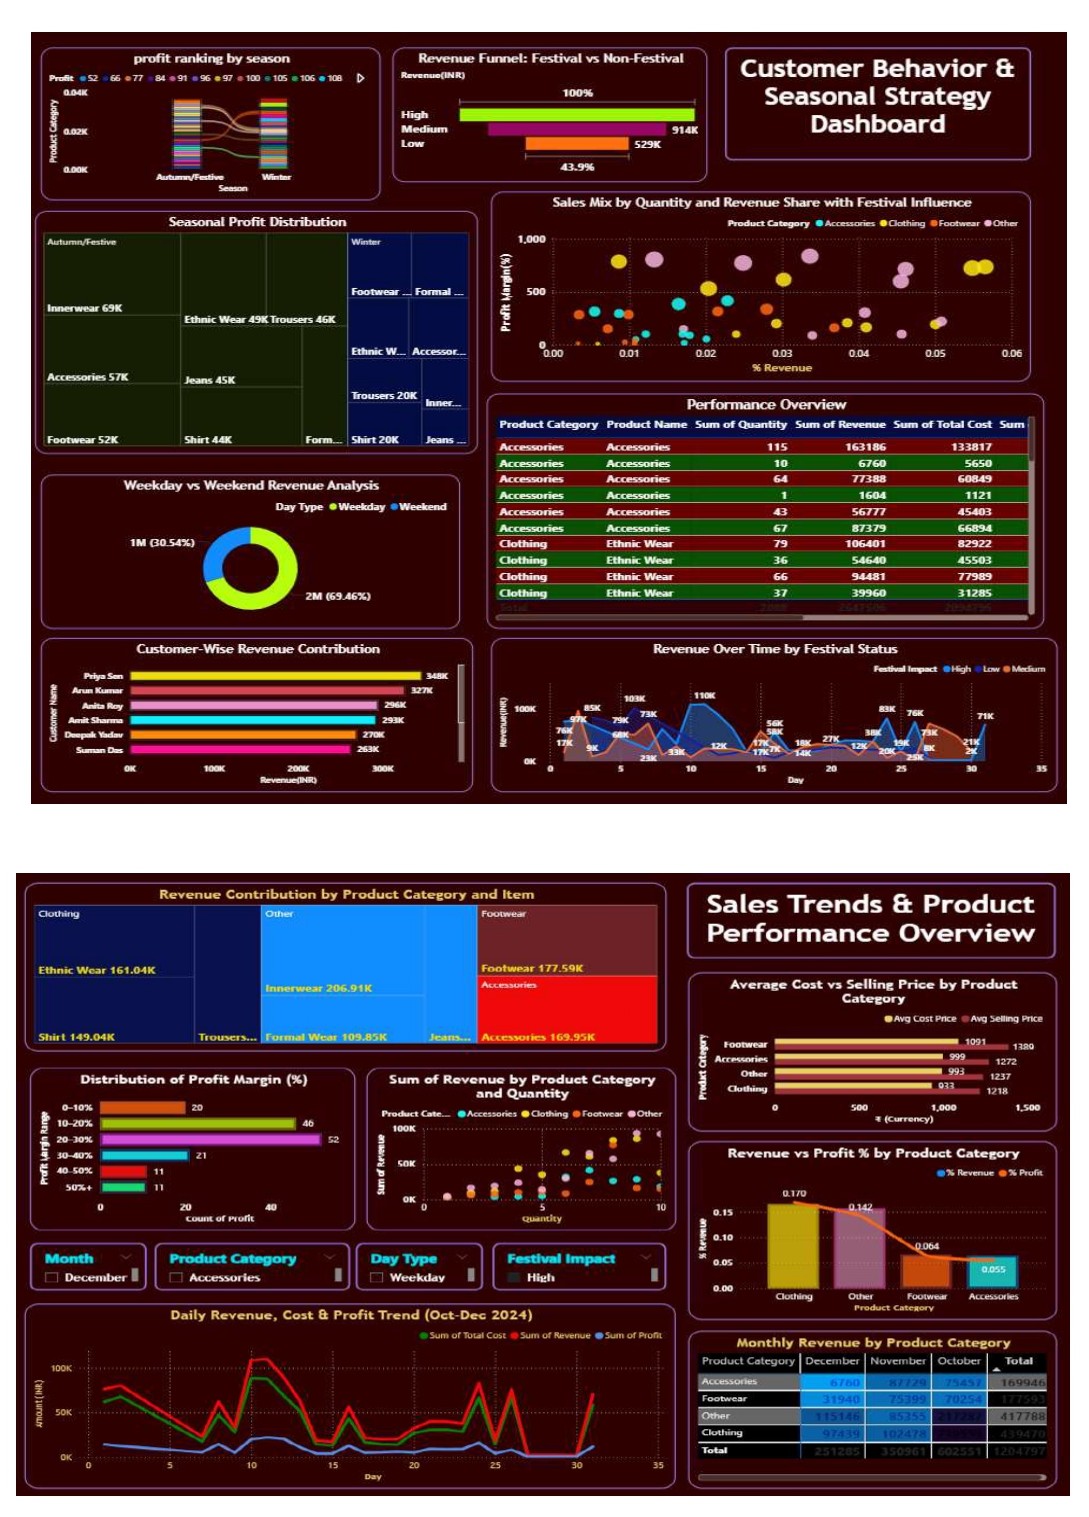 profit ranking by season
Profit 52 66 77 84 91 96 97 100 105 106 108
0.04K
0.02K
0.00K
Product Category
Autumn/Festive Winter
Season
Revenue Funnel: Festival vs Non-Festival
Revenue(INR)
100%
High
Medium 914K
Low 529K
43.9%
Customer Behavior &
Seasonal Strategy
Dashboard
Seasonal Profit Distribution
Autumn/Festive
Innerwear 69K
Accessories 57K
Footwear 52K
Ethnic Wear 49K
Trousers 46K
Jeans 45K
Shirt 44K
Form...
Winter
Footwear ... Formal ...
Ethnic W... Accessor...
Trousers 20K
Inner...
Shirt 20K
Jeans ...
Sales Mix by Quantity and Revenue Share with Festival Influence
Product Category Accessories Clothing Footwear Other
1,000
500
0
Profit Margin(%)
0.00 0.01 0.02 0.03 0.04 0.05 0.06
% Revenue
Performance Overview
Product Category Product Name Sum of Quantity Sum of Revenue Sum of Total Cost Sum
Accessories Accessories 115 163186 133817
Accessories Accessories 10 6760 5650
Accessories Accessories 64 77388 60849
Accessories Accessories 1 1604 1121
Accessories Accessories 43 56777 45403
Accessories Accessories 67 87379 66894
Clothing Ethnic Wear 79 106401 82922
Clothing Ethnic Wear 36 54640 45503
Clothing Ethnic Wear 66 94481 77989
Clothing Ethnic Wear 37 39960 31285
Total
Weekday vs Weekend Revenue Analysis
Day Type Weekday Weekend
1M (30.54%)
2M (69.46%)
Customer-Wise Revenue Contribution
Customer Name
Priya Sen 348K
Arun Kumar 327K
Anita Roy 296K
Amit Sharma 293K
Deepak Yadav 270K
Suman Das 263K
0K 100K 200K 300K
Revenue(INR)
Revenue Over Time by Festival Status
Festival Impact High Low Medium
Revenue(INR)
100K
0K
76K 17K 97K 85K 9K 79K 68K 103K 73K 23K 33K 110K 12K 17K 17K 56K 58K 7K 18K 14K 27K 12K 38K 20K 83K 19K 76K 25K 73K 8K 21K 2K 71K
0 5 10 15 20 25 30 35
Day
Revenue Contribution by Product Category and Item
Clothing
Ethnic Wear 161.04K
Shirt 149.04K
Trousers...
Other
Innerwear 206.91K
Formal Wear 109.85K
Jeans...
Footwear
Footwear 177.59K
Accessories
Accessories 169.95K
Sales Trends & Product
Performance Overview
Average Cost vs Selling Price by Product
Category
Avg Cost Price Avg Selling Price
Product Category
Footwear 1091 1389
Accessories 999 1272
Other 993 1237
Clothing 933 1218
0 500 1,000 1,500
₹ (Currency)
Distribution of Profit Margin (%)
Profit Margin Range
0-10% 20
10-20% 46
20-30% 52
30-40% 21
40-50% 11
50%+ 11
0 20 40
Count of Profit
Sum of Revenue by Product Category
and Quantity
Product Cate... Accessories Clothing Footwear Other
100K
50K
0K
Sum of Revenue
0 5 10
Quantity
Revenue vs Profit % by Product Category
% Revenue % Profit
0.170
0.142
0.064
0.055
0.15
0.10
0.05
0.00
% Revenue
Clothing Other Footwear Accessories
Product Category
Month
December
Product Category
Accessories
Day Type
Weekday
Festival Impact
High
Daily Revenue, Cost & Profit Trend (Oct-Dec 2024)
Sum of Total Cost Sum of Revenue Sum of Profit
100K
50K
0K
Amount(INR)
0 5 10 15 20 25 30 35
Day
Monthly Revenue by Product Category
Product Category December November October Total
Accessories 6760 87729 75457 169946
Footwear 31940 75399 70254 177593
Other 115146 85355 217287 417788
Clothing 97439 102478 439470
Total 251285 350961 602551 1204797